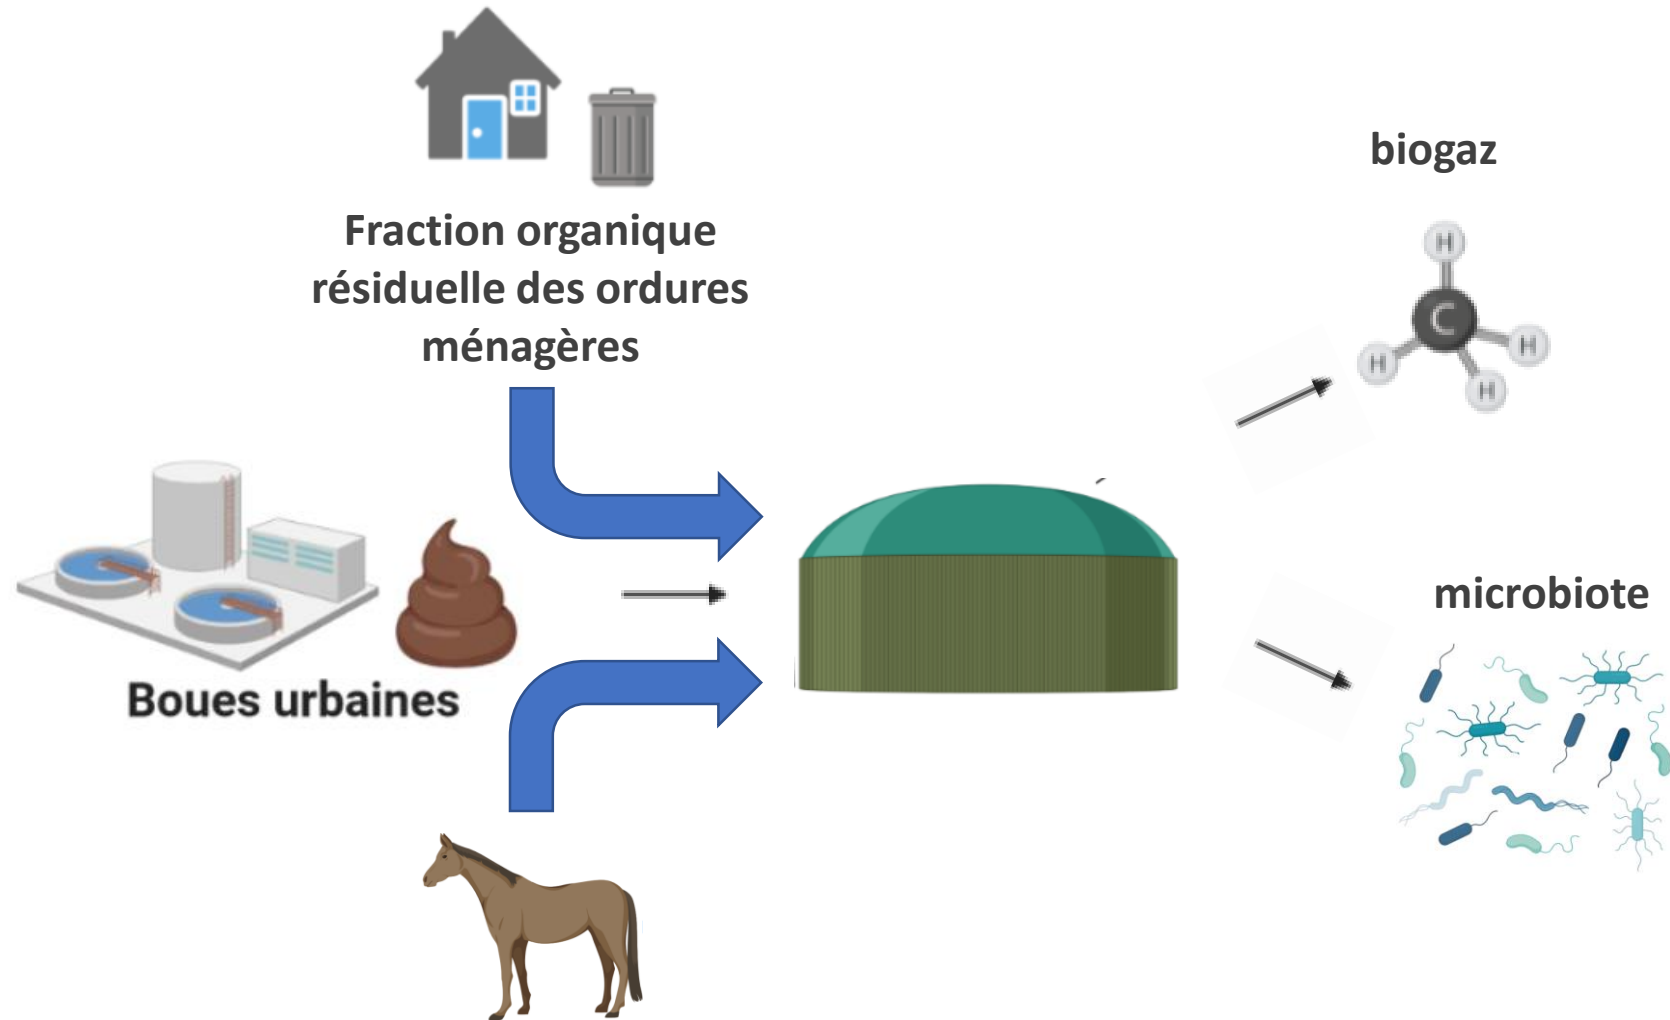 Fraction organique
résiduelle des ordures
ménagères
biogaz
H
C
H
H
H
Boues urbaines
microbiote